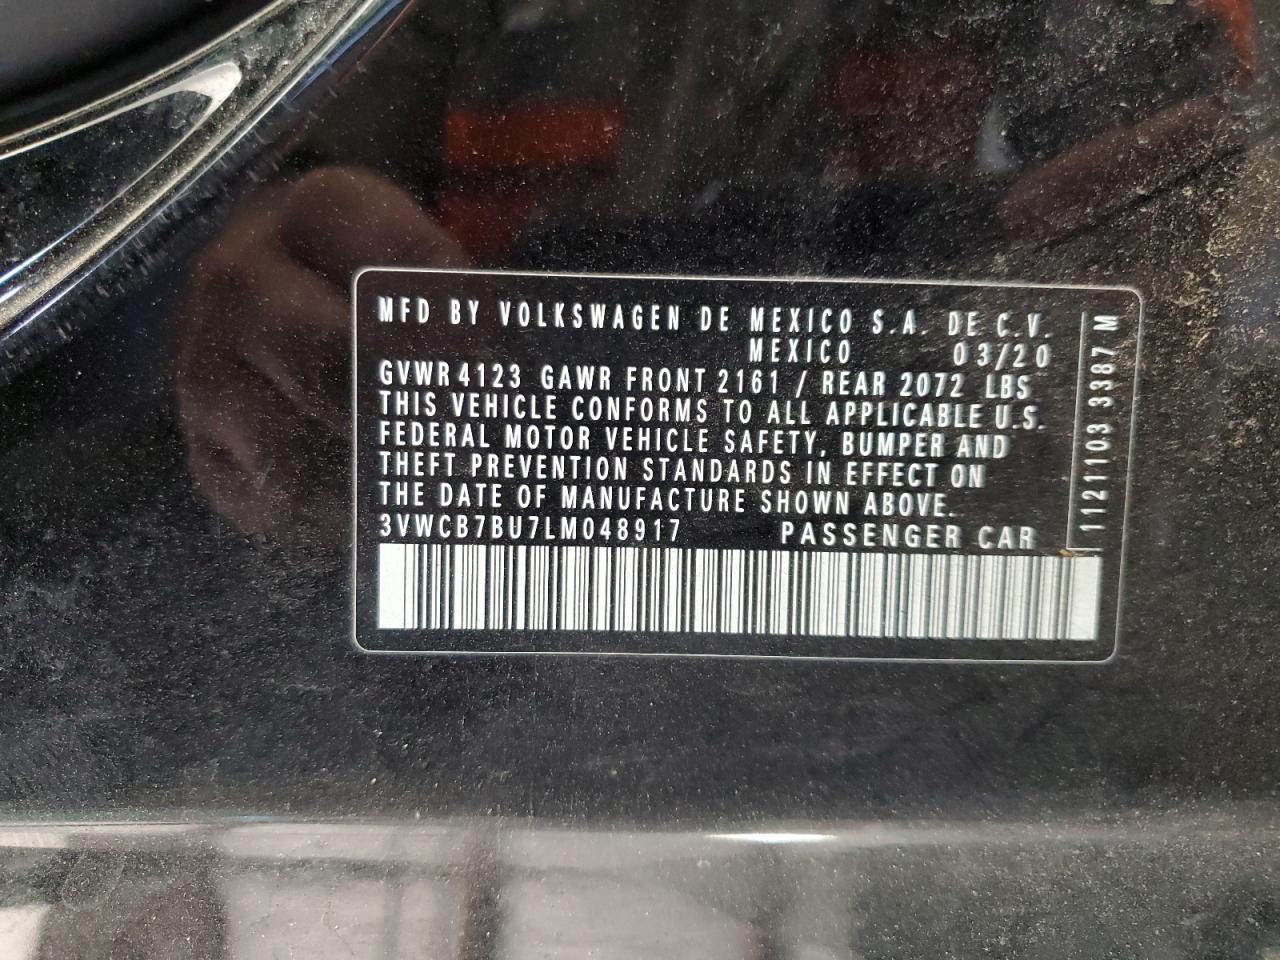 MFD BY VOLKSWAGEN DE MEXICO S.A. DE C.V.
MEXICO 03/20
GVWR 4123 GAWR FRONT 2161 / REAR 2072 LBS
THIS VEHICLE CONFORMS TO ALL APPLICABLE U.S.
FEDERAL MOTOR VEHICLE SAFETY, BUMPER AND
THEFT PREVENTION STANDARDS IN EFFECT ON
THE DATE OF MANUFACTURE SHOWN ABOVE.
3VWCB7BU7LM048917 PASSENGER CAR
1121103 3387 M